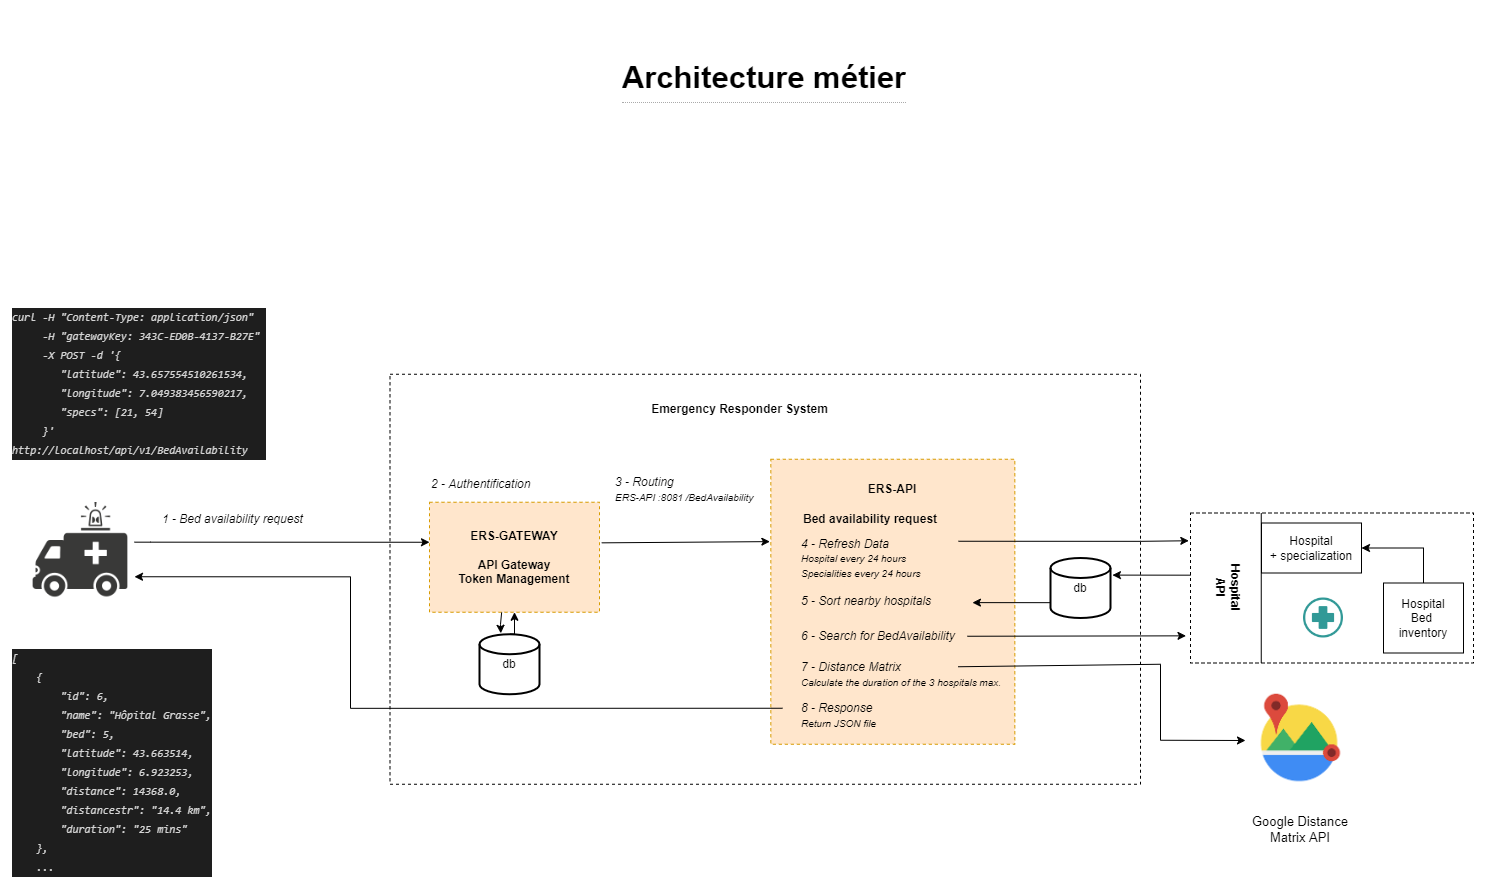 Architecture métier
curl -H "Content-Type: application/json"
-H "gatewayKey: 343C-ED0B-4137-B27E"
-X POST -d '{
"latitude": 43.657554510261534,
"longitude": 7.049383456590217,
"specs": [21, 54]
}'
http://localhost/api/v1/BedAvailability
1 - Bed availability request
Emergency Responder System
2 - Authentification
ERS-GATEWAY
API Gateway
Token Management
db
3 - Routing
ERS-API :8081 /BedAvailability
ERS-API
Bed availability request
4 - Refresh Data
Hospital every 24 hours
Specialities every 24 hours
5 - Sort nearby hospitals
6 - Search for BedAvailability
7 - Distance Matrix
Calculate the duration of the 3 hospitals max.
8 - Response
Return JSON file
db
Hospital
API
Hospital
+ specialization
Hospital
Bed
inventory
Google Distance
Matrix API
[
{
"id": 6,
"name": "Hôpital Grasse",
"bed": 5,
"latitude": 43.663514,
"longitude": 6.923253,
"distance": 14368.0,
"distancestr": "14.4 km",
"duration": "25 mins"
},
...